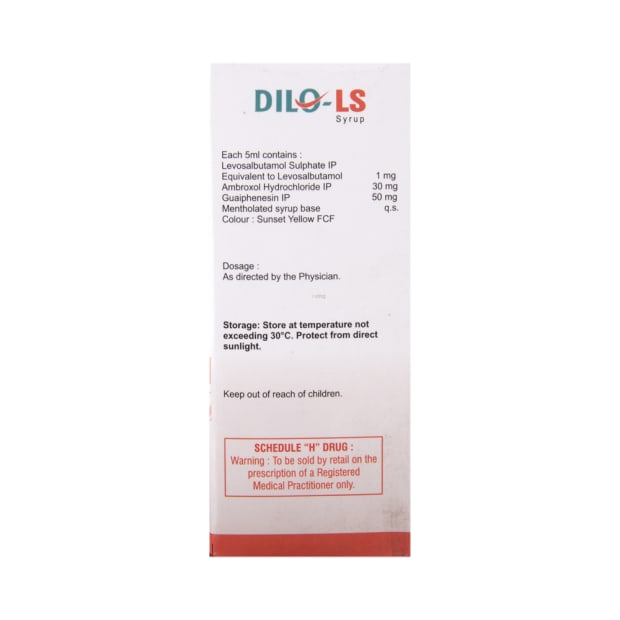 DILO-LS
Syrup
Each 5ml contains :
Levosalbutamol Sulphate IP
Equivalent to Levosalbutamol 1 mg
Ambroxol Hydrochloride IP 30 mg
Guaiphenesin IP 50 mg
Mentholated syrup base q.s.
Colour : Sunset Yellow FCF
Dosage :
As directed by the Physician.
Storage: Store at temperature not
exceeding 30°C. Protect from direct
sunlight.
Keep out of reach of children.
SCHEDULE "H" DRUG :
Warning : To be sold by retail on the
prescription of a Registered
Medical Practitioner only.